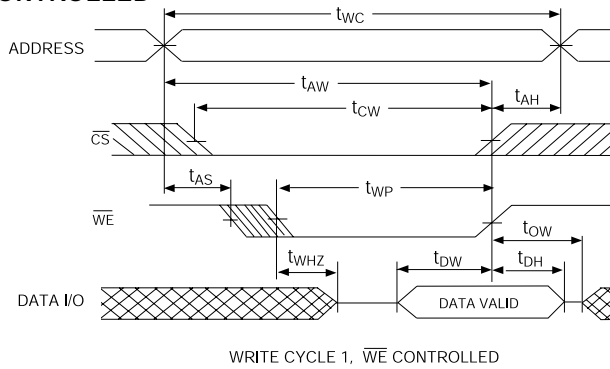 ONTROLLED
tWC
ADDRESS
tAW
tCW
tAH
CS
tAS
tWP
WE
tOW
tWHZ
tDW
tDH
DATA I/O
DATA VALID
WRITE CYCLE 1, WE CONTROLLED